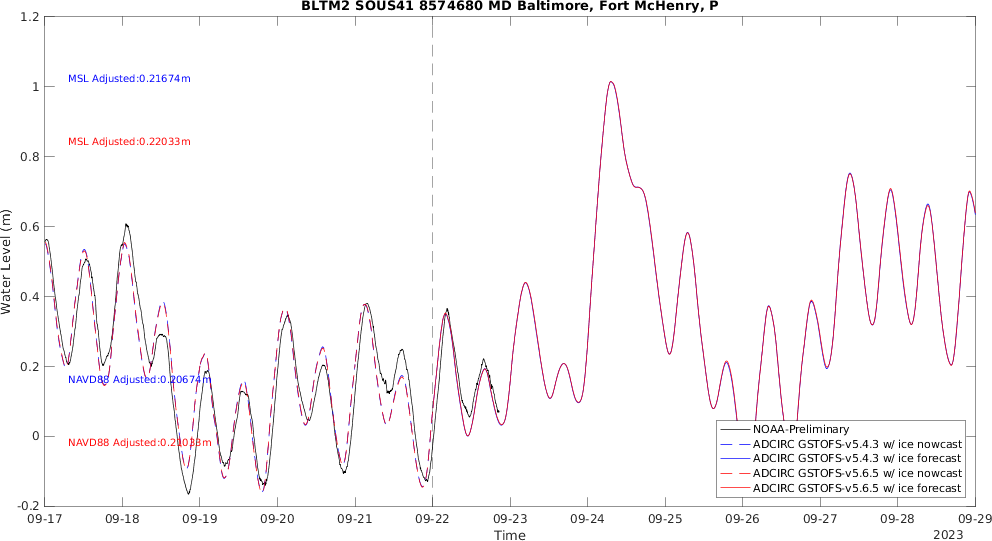 BLTM2 SOUS41 8574680 MD Baltimore, Fort McHenry, P
1.2
1
0.8
0.6
0.4
0.2
0
-0.2
Water Level (m)
MSL Adjusted:0.21674m
MSL Adjusted:0.22033m
NAVD88 Adjusted:0.20674m
NAVD88 Adjusted:0.21033m
NOAA-Preliminary
ADCIRC GSTOFS-v5.4.3 w/ ice nowcast
ADCIRC GSTOFS-v5.4.3 w/ ice forecast
ADCIRC GSTOFS-v5.6.5 w/ ice nowcast
ADCIRC GSTOFS-v5.6.5 w/ ice forecast
09-17 09-18 09-19 09-20 09-21 09-22 09-23 09-24 09-25 09-26 09-27 09-28 09-29
Time
2023